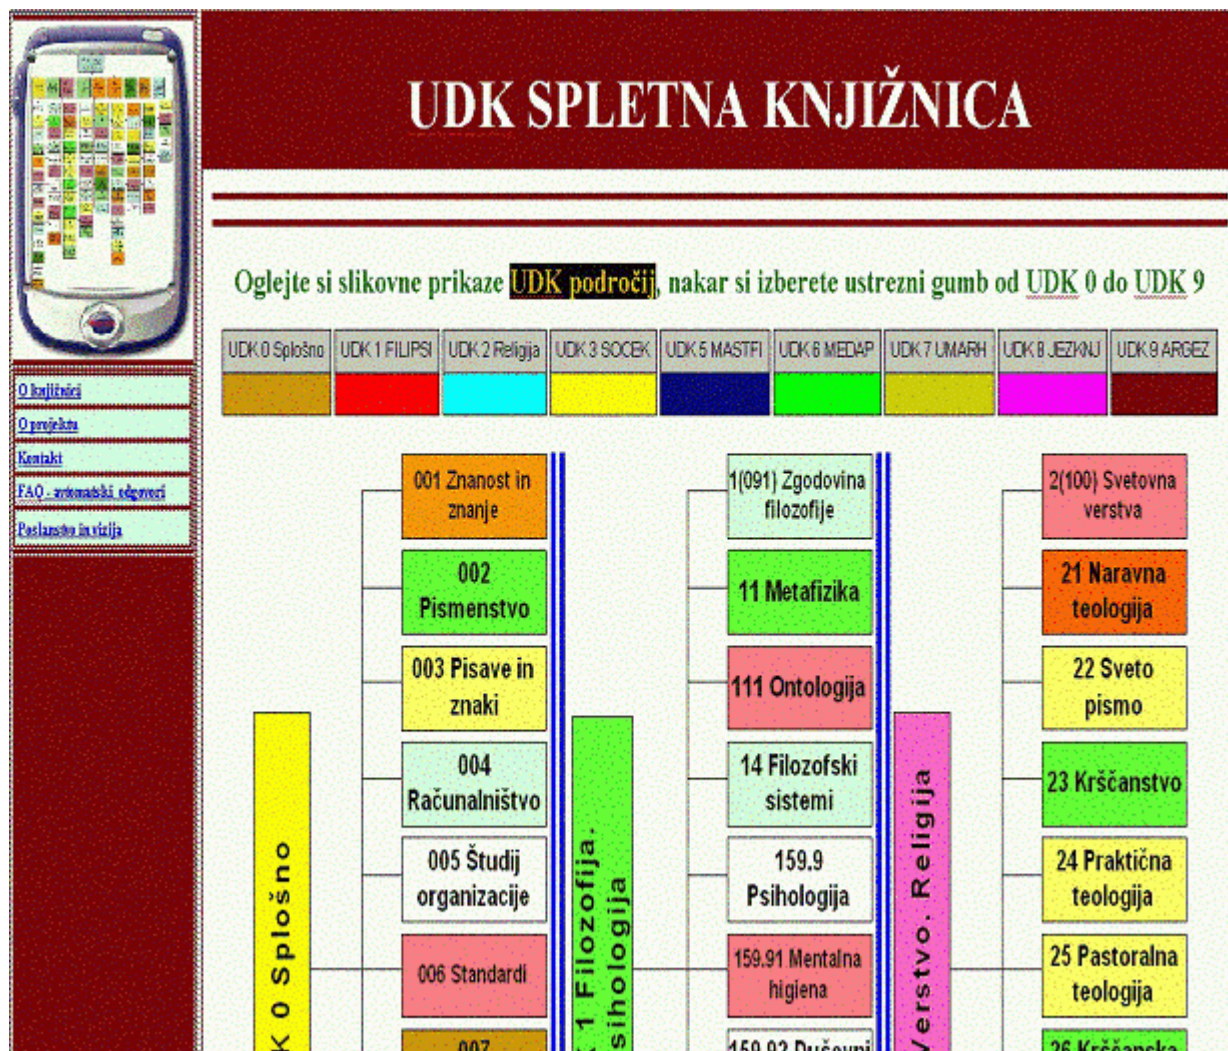 UDK SPLETNA KNJIŽNICA
Oglejte si slikovne prikaze UDK področij, nakar si izberete ustrezni gumb od UDK 0 do UDK 9
UDK 0 Splošno UDK 1 FILIPSI UDK 2 Religija UDK 3 SOCEK UDK 5 MASTFI UDK 6 MEDAP UDK 7 UMARH UDK 8 JEZKNJ UDK 9 ARGEZ
O knjižnici
O projektu
Kontakt
FAQ - avtomatski odgovori
Poslanstvo in vizija
K 0 Splošno
001 Znanost in
znanje
002
Pismenstvo
003 Pisave in
znaki
004
Računalništvo
005 Študij
organizacije
006 Standardi
007
1 Filozofija.
sihologija
1(091) Zgodovina
filozofije
11 Metafizika
111 Ontologija
14 Filozofski
sistemi
159.9
Psihologija
159.91 Mentalna
higiena
159.92 Duševni
Verstvo. Religija
2(100) Svetovna
verstva
21 Naravna
teologija
22 Sveto
pismo
23 Krščanstvo
24 Praktična
teologija
25 Pastoralna
teologija
26 Krščanska